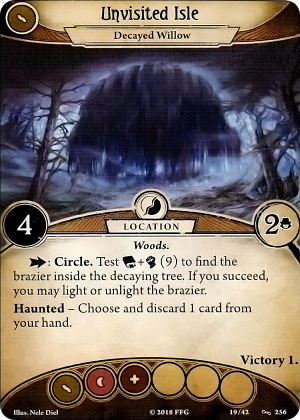 Unvisited Isle
Decayed Willow
LOCATION
4
2
Woods.
: Circle. Test + (9) to find the
brazier inside the decaying tree. If you succeed,
you may light or unlight the brazier.
Haunted – Choose and discard 1 card from
your hand.
Victory 1.
Illus. Nele Diel
© 2018 FFG
19/42
256